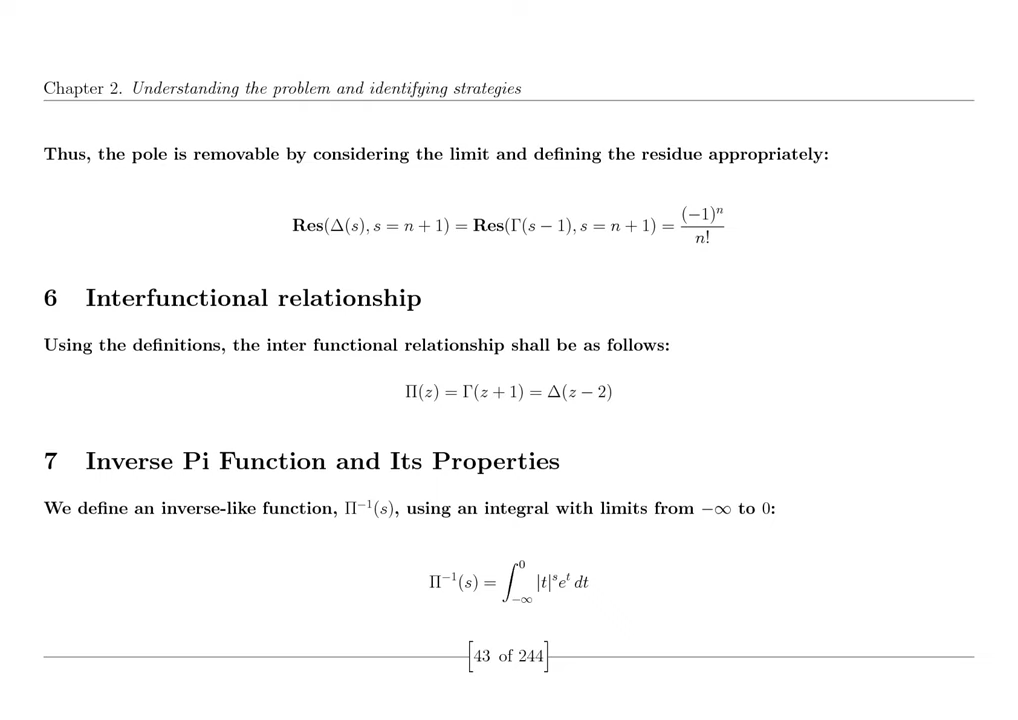 Chapter 2. Understanding the problem and identifying strategies
Thus, the pole is removable by considering the limit and defining the residue appropriately:
Res(Δ(s), s = n + 1) = Res(Γ(s − 1), s = n + 1) = (−1)ⁿ / n!
6 Interfunctional relationship
Using the definitions, the inter functional relationship shall be as follows:
Π(z) = Γ(z + 1) = Δ(z − 2)
7 Inverse Pi Function and Its Properties
We define an inverse-like function, Π⁻¹(s), using an integral with limits from −∞ to 0:
Π⁻¹(s) = ∫₋∞⁰ |t|ˢeᵗ dt
[43 of 244]